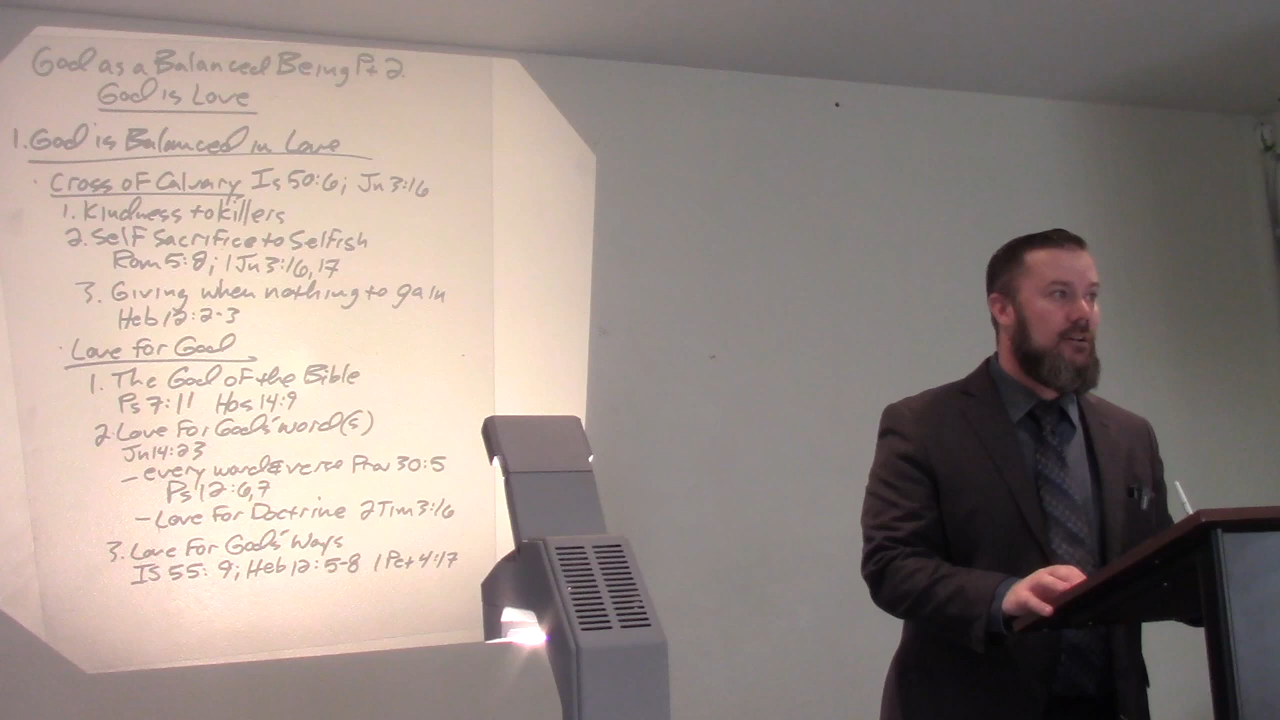 God as a Balanced Being Pt 2
God is Love
1. God is Balanced in Love
· Cross of Calvary Is 50:6; Jn 3:16
1. Kindness to killers
2. Self Sacrifice to Selfish
Rom 5:8; 1 Jn 3:16,17
3. Giving when nothing to gain
Heb 12:2-3
· Love for God
1. The God of the Bible
Ps 7:11 Hos 14:9
2. Love For God's word(s)
Jn 14:23
- every word & verse Prov 30:5
Ps 12:6,7
- Love For Doctrine 2 Tim 3:16
3. Love For God's Ways
Is 55:9; Heb 12:5-8 1 Pet 4:17